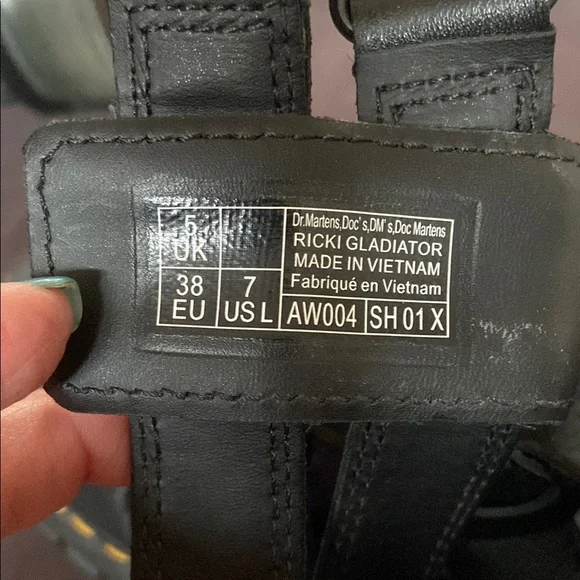 5
UK
38
EU
7
US L
Dr.Martens,Doc's,DM's,Doc Martens
RICKI GLADIATOR
MADE IN VIETNAM
Fabriqué en Vietnam
AW004
SH 01 X